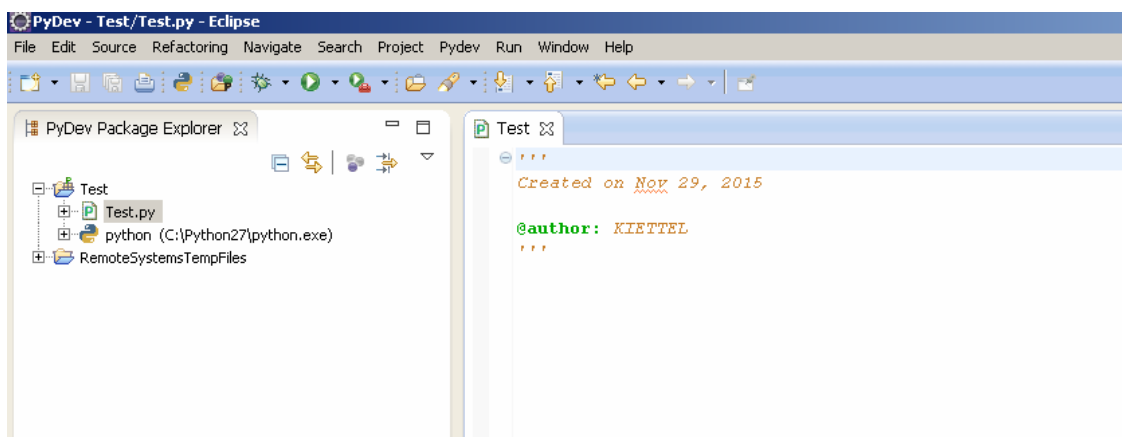 PyDev - Test/Test.py - Eclipse
File Edit Source Refactoring Navigate Search Project Pydev Run Window Help
PyDev Package Explorer
Test
Test.py
python (C:\Python27\python.exe)
RemoteSystemsTempFiles
Test
'''
Created on Nov 29, 2015
@author: KIETTEL
'''